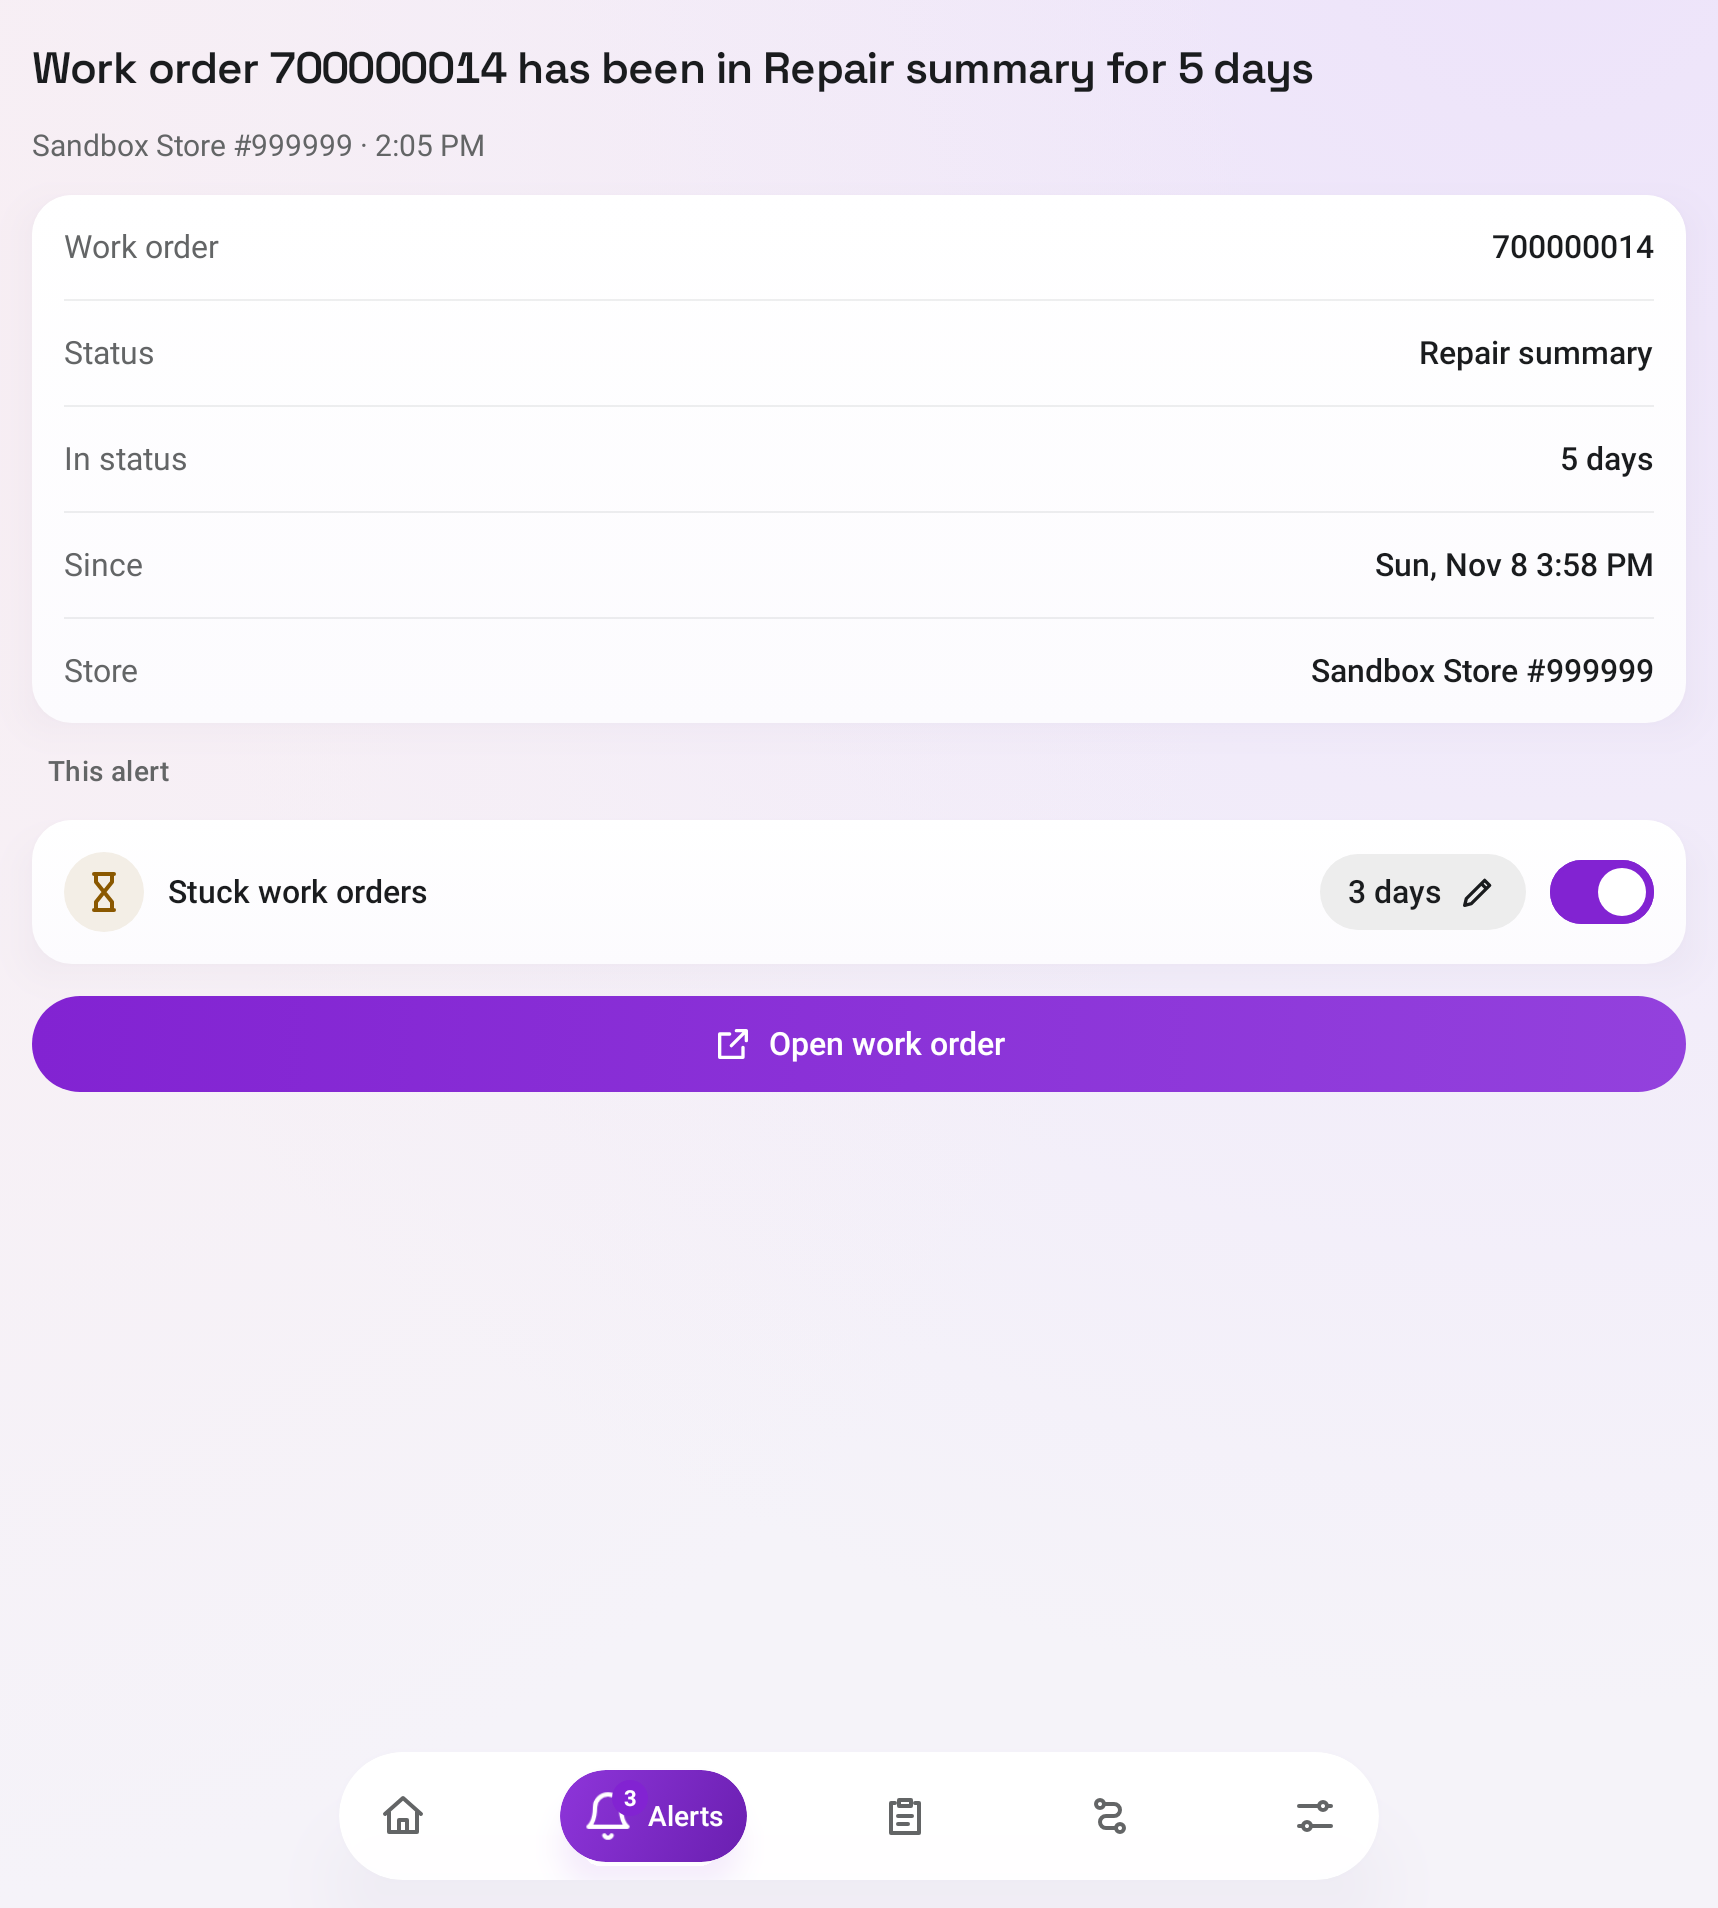 Work order 700000014 has been in Repair summary for 5 days
Sandbox Store #999999 · 2:05 PM
Work order 700000014
Status Repair summary
In status 5 days
Since Sun, Nov 8 3:58 PM
Store Sandbox Store #999999
This alert
Stuck work orders 3 days
Open work order
3 Alerts